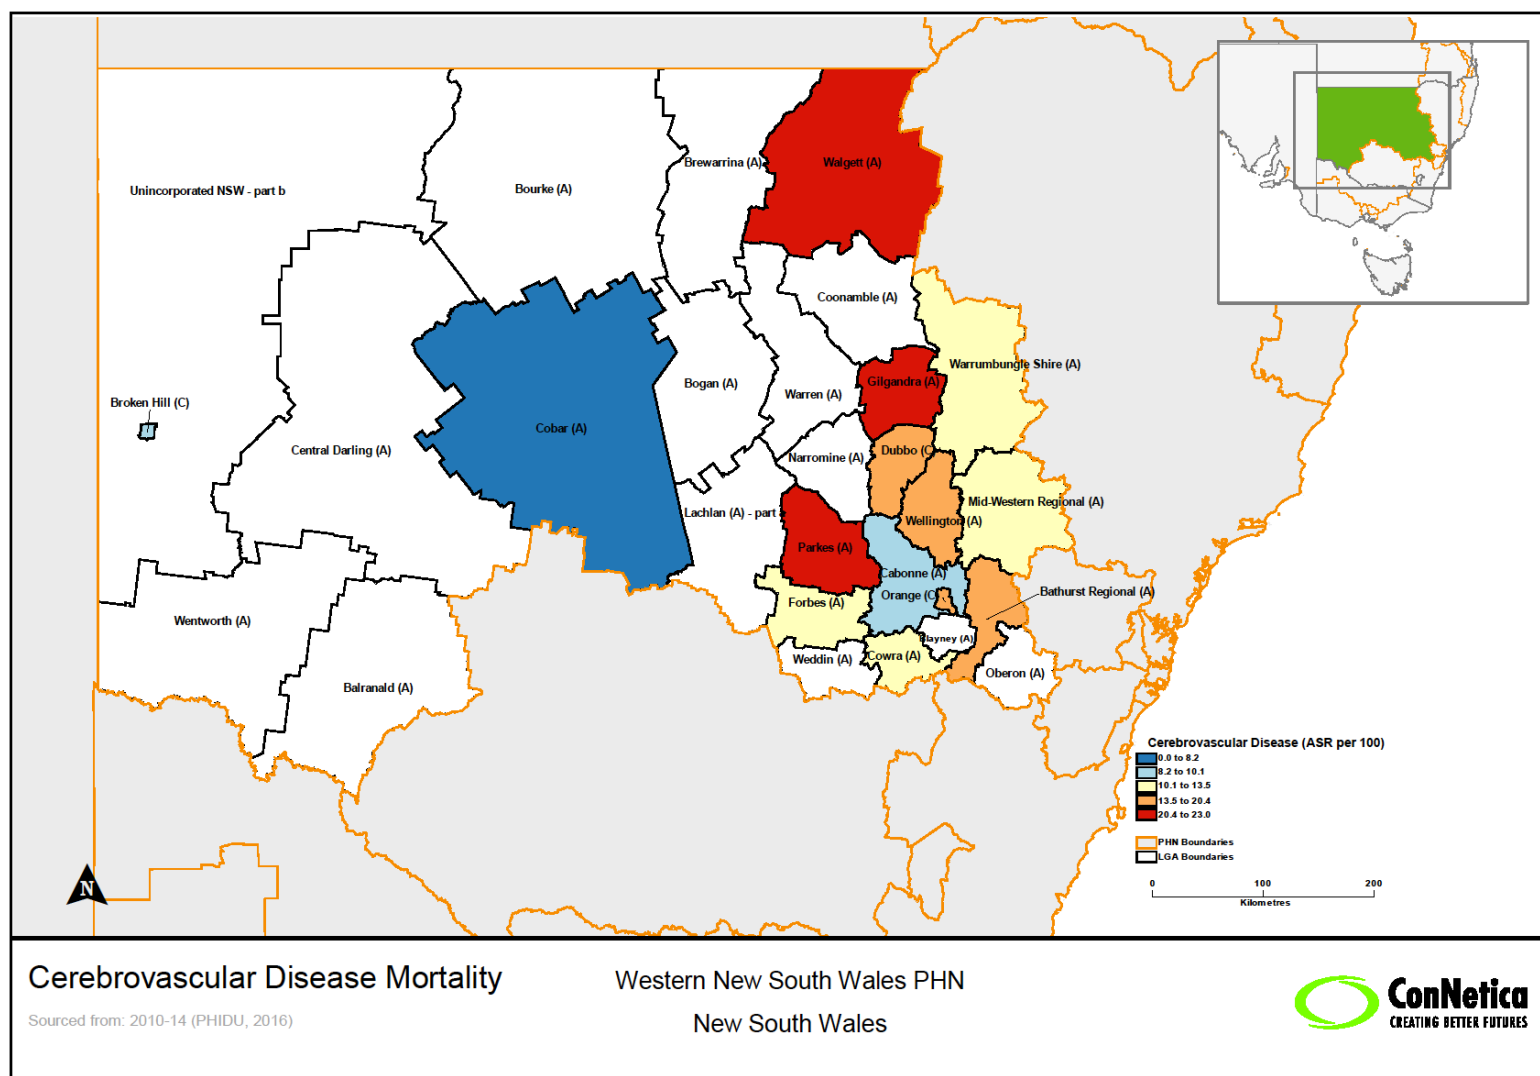 Unincorporated NSW - part b
Bourke (A)
Brewarrina (A)
Walgett (A)
Coonamble (A)
Warrumbungle Shire (A)
Gilgandra (A)
Bogan (A)
Warren (A)
Broken Hill (C)
Central Darling (A)
Cobar (A)
Narromine (A)
Dubbo (C
Mid-Western Regional (A)
Lachlan (A) - part
Wellington (A)
Parkes (A)
Cabonne (A)
Orange (C
Bathurst Regional (A)
Forbes (A)
Wentworth (A)
Blayney (A)
Weddin (A)
Cowra (A)
Oberon (A)
Balranald (A)
Cerebrovascular Disease (ASR per 100)
0.0 to 8.2
8.2 to 10.1
10.1 to 13.5
13.5 to 20.4
20.4 to 23.0
PHN Boundaries
LGA Boundaries
0 100 200
Kilometres
N
Cerebrovascular Disease Mortality
Sourced from: 2010-14 (PHIDU, 2016)
Western New South Wales PHN
New South Wales
ConNetica
CREATING BETTER FUTURES